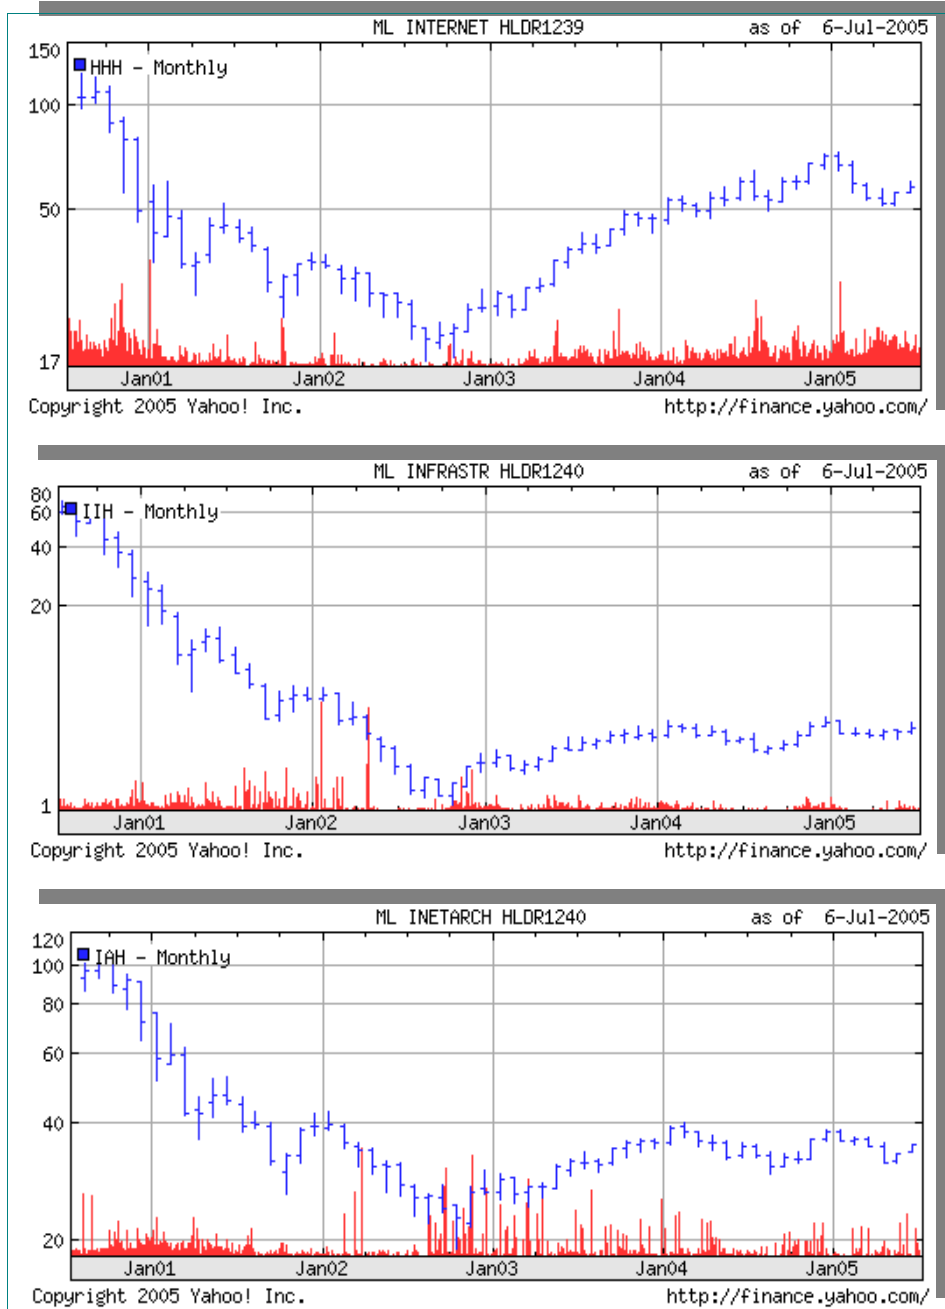 ML INTERNET HLDR1239 as of 6-Jul-2005
150
HHH - Monthly
100
50
17
Jan01 Jan02 Jan03 Jan04 Jan05
Copyright 2005 Yahoo! Inc. http://finance.yahoo.com/
ML INFRASTR HLDR1240 as of 6-Jul-2005
80
IIH - Monthly
60
40
20
1
Jan01 Jan02 Jan03 Jan04 Jan05
Copyright 2005 Yahoo! Inc. http://finance.yahoo.com/
ML INETARCH HLDR1240 as of 6-Jul-2005
120
IAH - Monthly
100
80
60
40
20
Jan01 Jan02 Jan03 Jan04 Jan05
Copyright 2005 Yahoo! Inc. http://finance.yahoo.com/